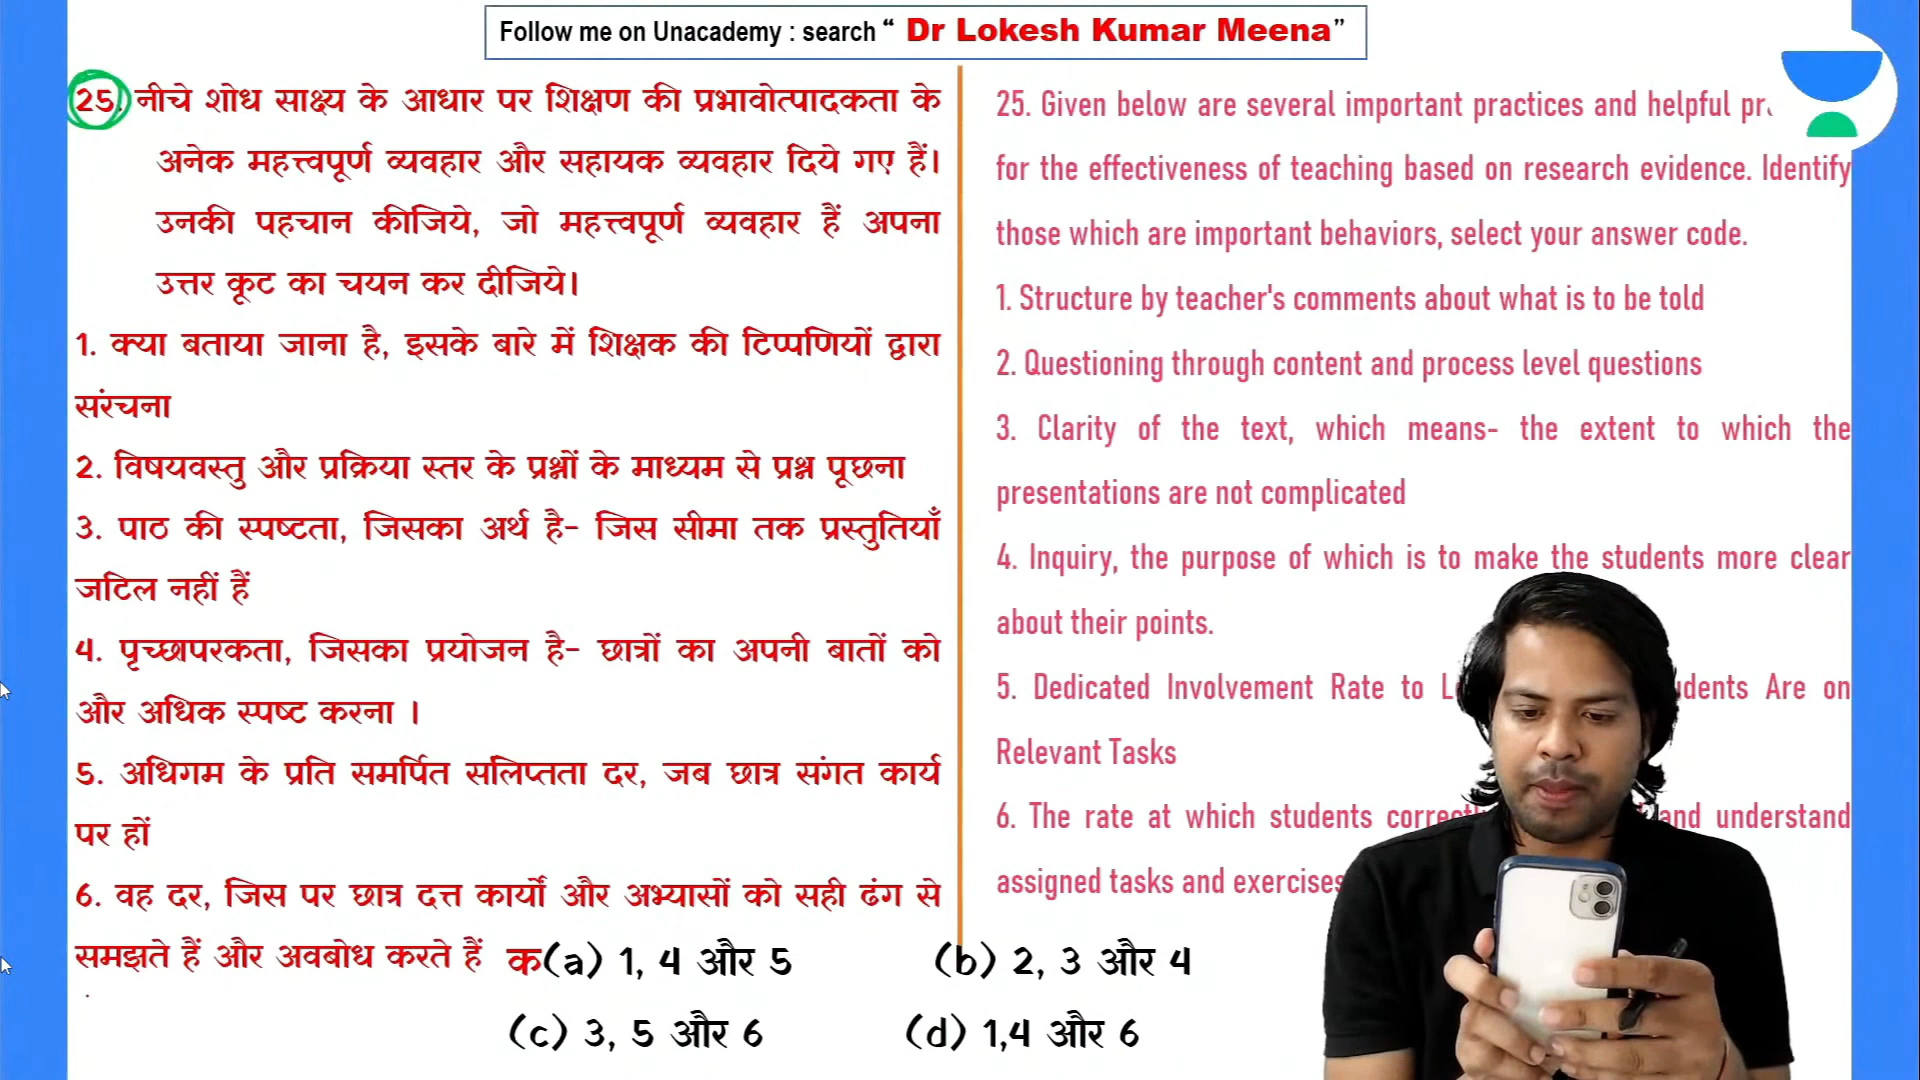 Follow me on Unacademy : search “ Dr Lokesh Kumar Meena”
25. नीचे शोध साक्ष्य के आधार पर शिक्षण की प्रभावोत्पादकता के
अनेक महत्त्वपूर्ण व्यवहार और सहायक व्यवहार दिये गए हैं।
उनकी पहचान कीजिये, जो महत्त्वपूर्ण व्यवहार हैं अपना
उत्तर कूट का चयन कर दीजिये।
1. क्या बताया जाना है, इसके बारे में शिक्षक की टिप्पणियों द्वारा
संरचना
2. विषयवस्तु और प्रक्रिया स्तर के प्रश्नों के माध्यम से प्रश्न पूछना
3. पाठ की स्पष्टता, जिसका अर्थ है- जिस सीमा तक प्रस्तुतियाँ
जटिल नहीं हैं
4. पृच्छापरकता, जिसका प्रयोजन है- छात्रों का अपनी बातों को
और अधिक स्पष्ट करना ।
5. अधिगम के प्रति समर्पित सलिप्तता दर, जब छात्र संगत कार्य
पर हों
6. वह दर, जिस पर छात्र दत्त कार्यों और अभ्यासों को सही ढंग से
समझते हैं और अवबोध करते हैं
25. Given below are several important practices and helpful
for the effectiveness of teaching based on research evidence. Identify
those which are important behaviors, select your answer code.
1. Structure by teacher's comments about what is to be told
2. Questioning through content and process level questions
3. Clarity of the text, which means- the extent to which the
presentations are not complicated
4. Inquiry, the purpose of which is to make the students more clear
about their points.
5. Dedicated Involvement Rate to Are on
Relevant Tasks
6. The rate at which students and understand
assigned tasks and exercises
क(a) 1, 4 और 5 (b) 2, 3 और 4
(c) 3, 5 और 6 (d) 1,4 और 6